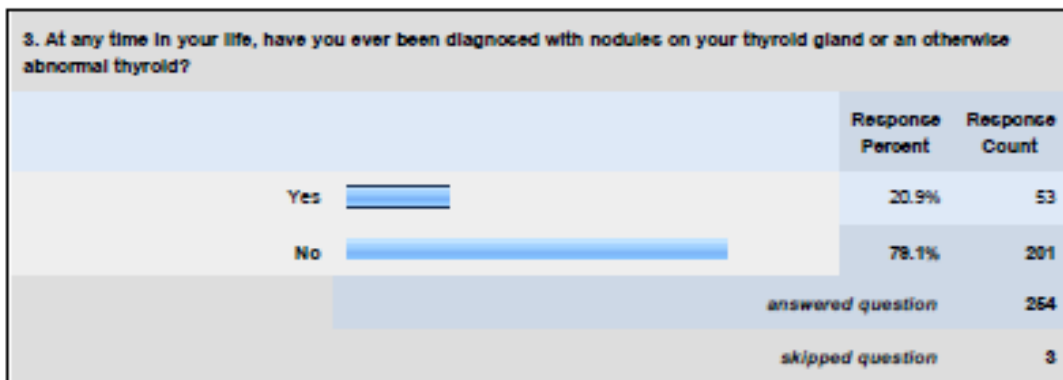 3. At any time in your life, have you ever been diagnosed with nodules on your thyroid gland or an otherwise
abnormal thyroid?
Response Percent Response Count
Yes 20.9% 53
No 79.1% 201
answered question 254
skipped question 3